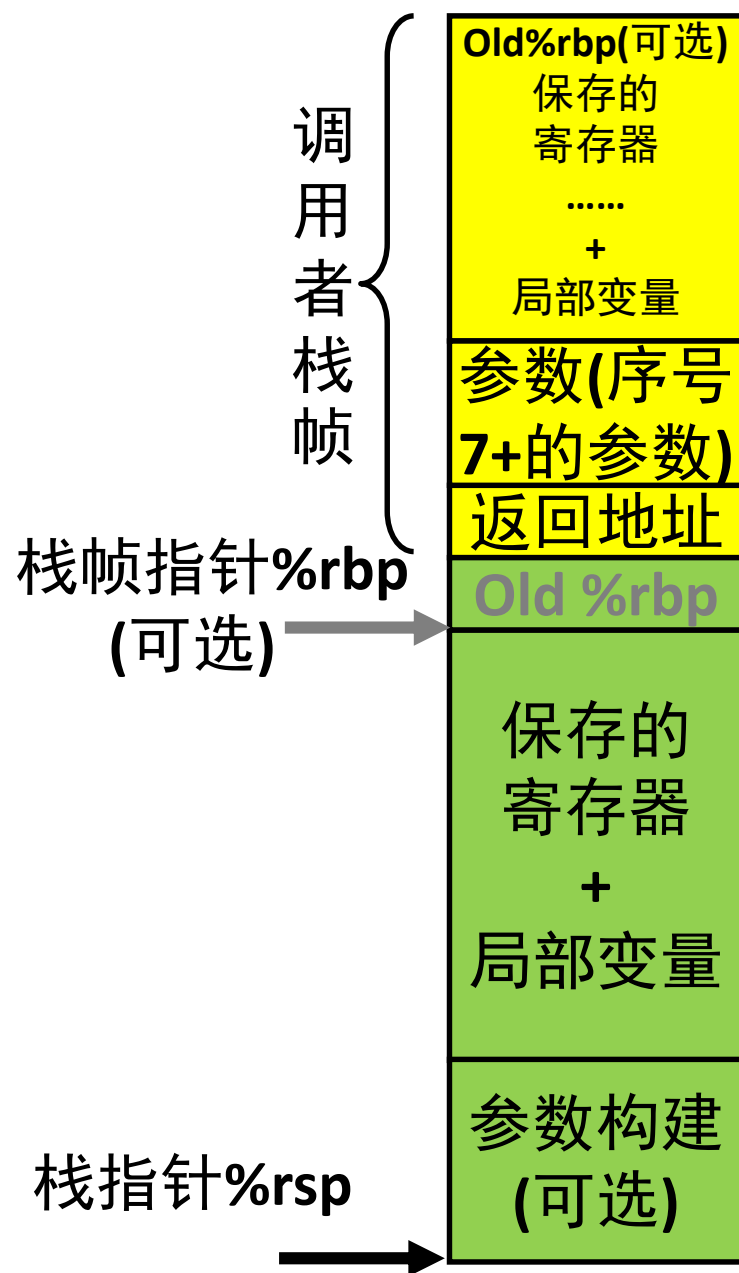 Old%rbp(可选)
保存的
寄存器
……
+
局部变量
调
用
者
栈
帧
参数(序号
7+的参数)
返回地址
栈帧指针%rbp
(可选)
Old %rbp
保存的
寄存器
+
局部变量
参数构建
(可选)
栈指针%rsp